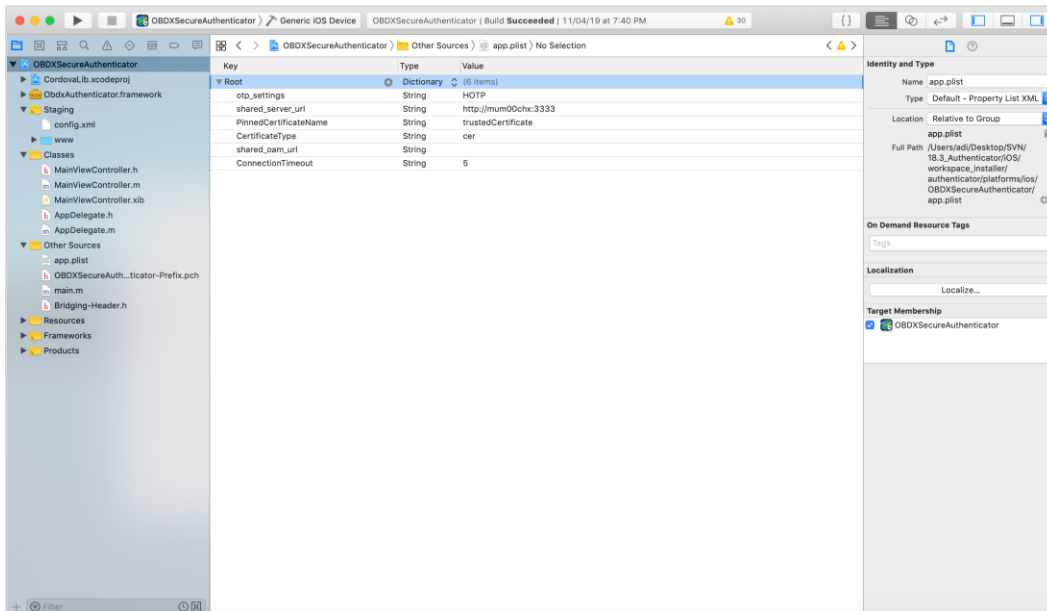 OBDXSecureAuthenticator 〉 Generic iOS Device
OBDXSecureAuthenticator | Build Succeeded | 11/04/19 at 7:40 PM
30
{ }
OBDXSecureAuthenticator 〉 Other Sources 〉 app.plist 〉 No Selection
OBDXSecureAuthenticator
CordovaLib.xcodeproj
ObdxAuthenticator.framework
Staging
config.xml
www
Classes
MainViewController.h
MainViewController.m
MainViewController.xib
AppDelegate.h
AppDelegate.m
Other Sources
app.plist
OBDXSecureAuth...ticator-Prefix.pch
main.m
Bridging-Header.h
Resources
Frameworks
Products
Filter
Key Type Value
Root Dictionary (6 items)
otp_settings String HOTP
shared_server_url String http://mum00chx:3333
PinnedCertificateName String trustedCertificate
CertificateType String cer
shared_oam_url String
ConnectionTimeout String 5
Identity and Type
Name app.plist
Type Default - Property List XML
Location Relative to Group
app.plist
Full Path /Users/adi/Desktop/SVN/
18.3_Authenticator/iOS/
workspace_installer/
authenticator/platforms/ios/
OBDXSecureAuthenticator/
app.plist
On Demand Resource Tags
Tags
Localization
Localize...
Target Membership
OBDXSecureAuthenticator